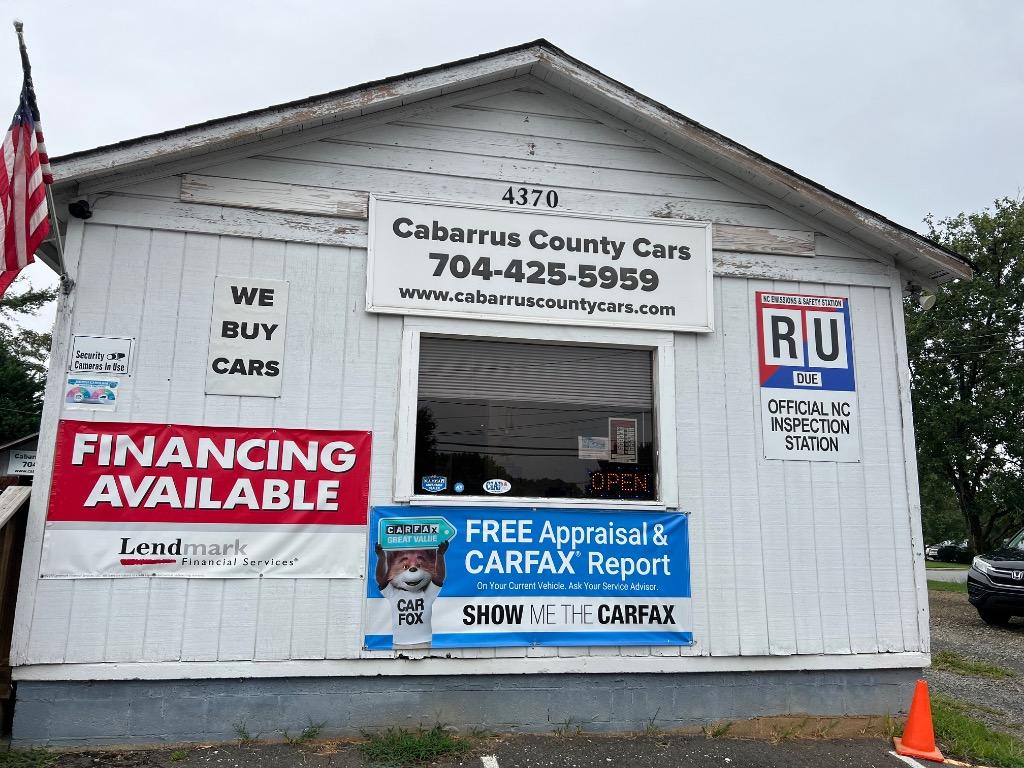 4370
Cabarrus County Cars
704-425-5959
www.cabarruscountycars.com
WE
BUY
CARS
Security
Cameras In Use
NC EMISSIONS & SAFETY STATION
R U
DUE
OFFICIAL NC
INSPECTION
STATION
FINANCING
AVAILABLE
Lendmark
Financial Services
OPEN
CARFAX
GREAT VALUE
FREE Appraisal &
CARFAX® Report
On Your Current Vehicle. Ask Your Service Advisor.
CAR
FOX
SHOW ME THE CARFAX